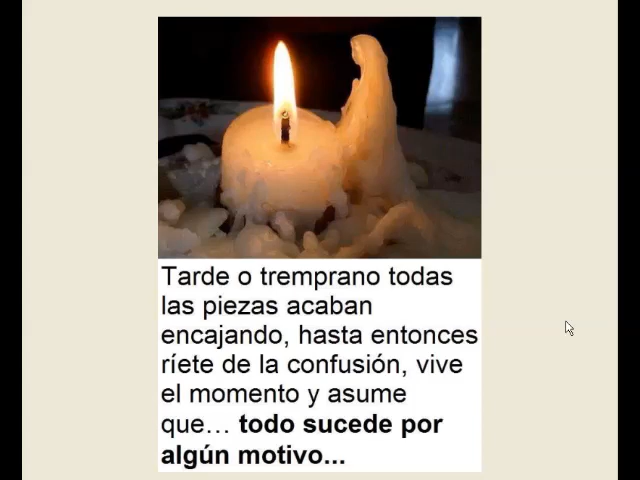 Tarde o tremprano todas
las piezas acaban
encajando, hasta entonces
ríete de la confusión, vive
el momento y asume
que… todo sucede por
algún motivo...